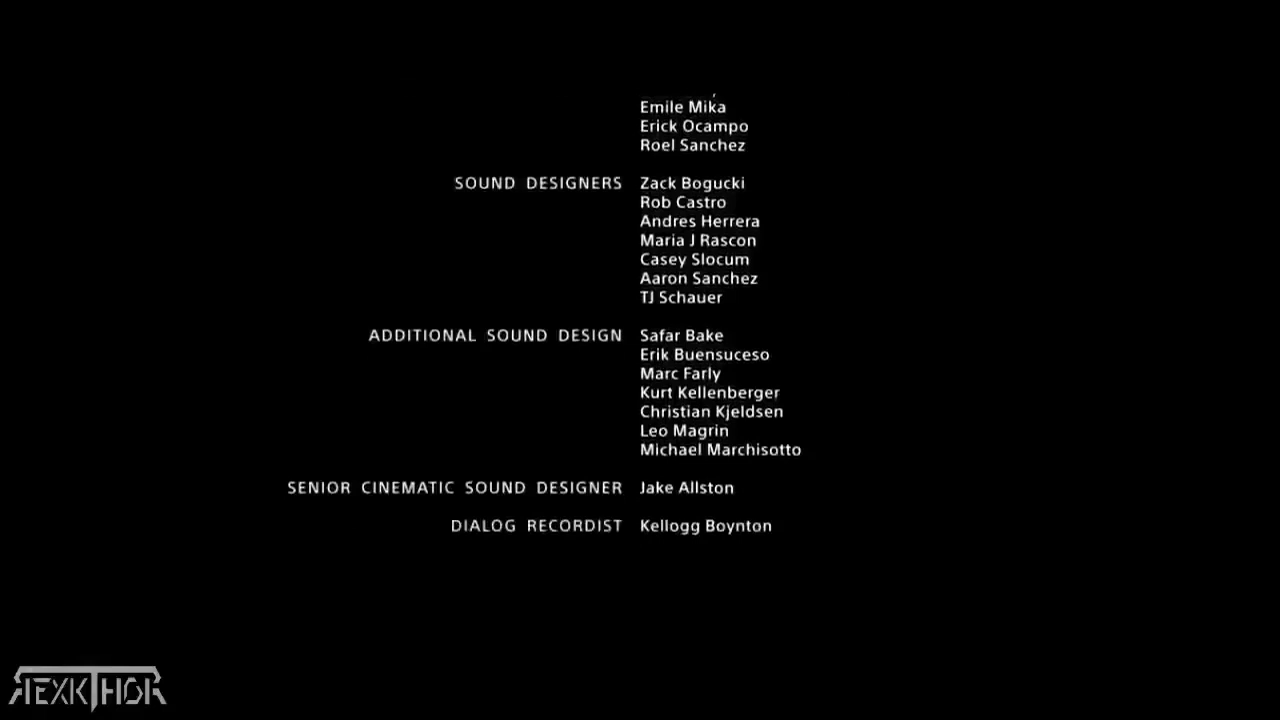 Emile Mika
Erick Ocampo
Roel Sanchez
SOUND DESIGNERS Zack Bogucki
Rob Castro
Andres Herrera
Maria J Rascon
Casey Slocum
Aaron Sanchez
TJ Schauer
ADDITIONAL SOUND DESIGN Safar Bake
Erik Buensuceso
Marc Farly
Kurt Kellenberger
Christian Kjeldsen
Leo Magrin
Michael Marchisotto
SENIOR CINEMATIC SOUND DESIGNER Jake Allston
DIALOG RECORDIST Kellogg Boynton